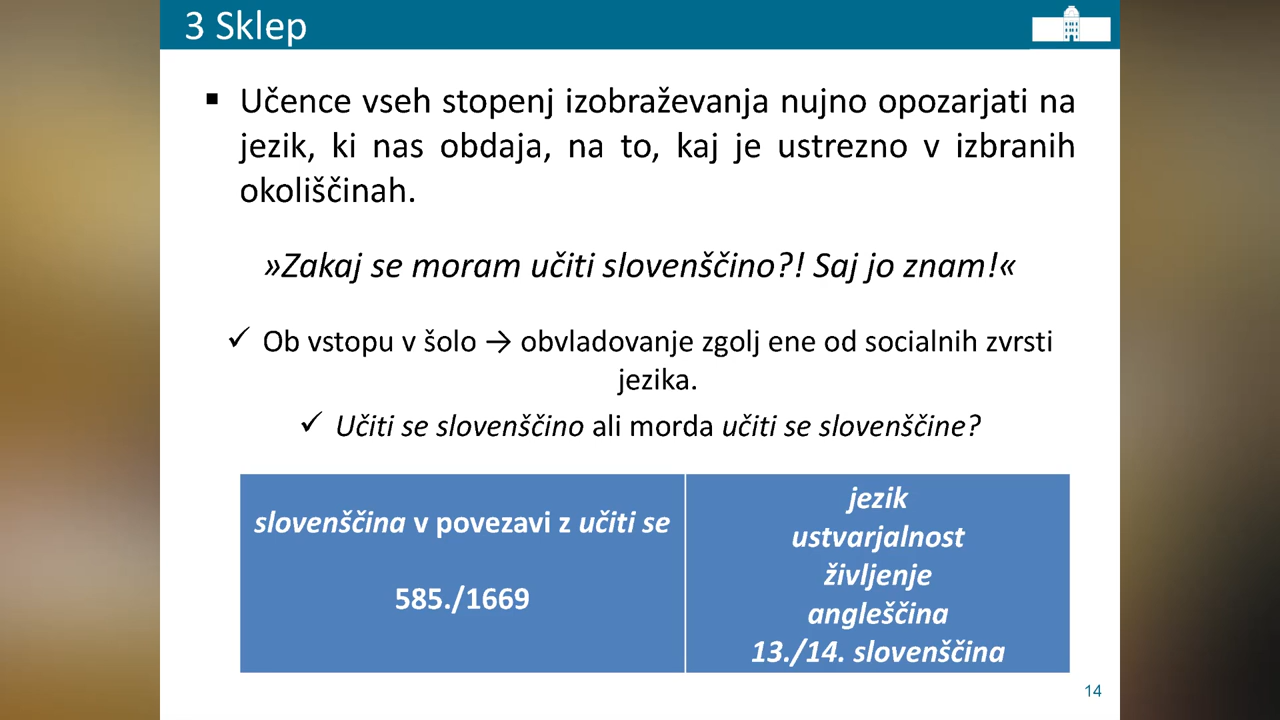 3 Sklep
▪ Učence vseh stopenj izobraževanja nujno opozarjati na
jezik, ki nas obdaja, na to, kaj je ustrezno v izbranih
okoliščinah.
»Zakaj se moram učiti slovenščino?! Saj jo znam!«
✓ Ob vstopu v šolo → obvladovanje zgolj ene od socialnih zvrsti
jezika.
✓ Učiti se slovenščino ali morda učiti se slovenščine?
slovenščina v povezavi z učiti se
585./1669
jezik
ustvarjalnost
življenje
angleščina
13./14. slovenščina
14